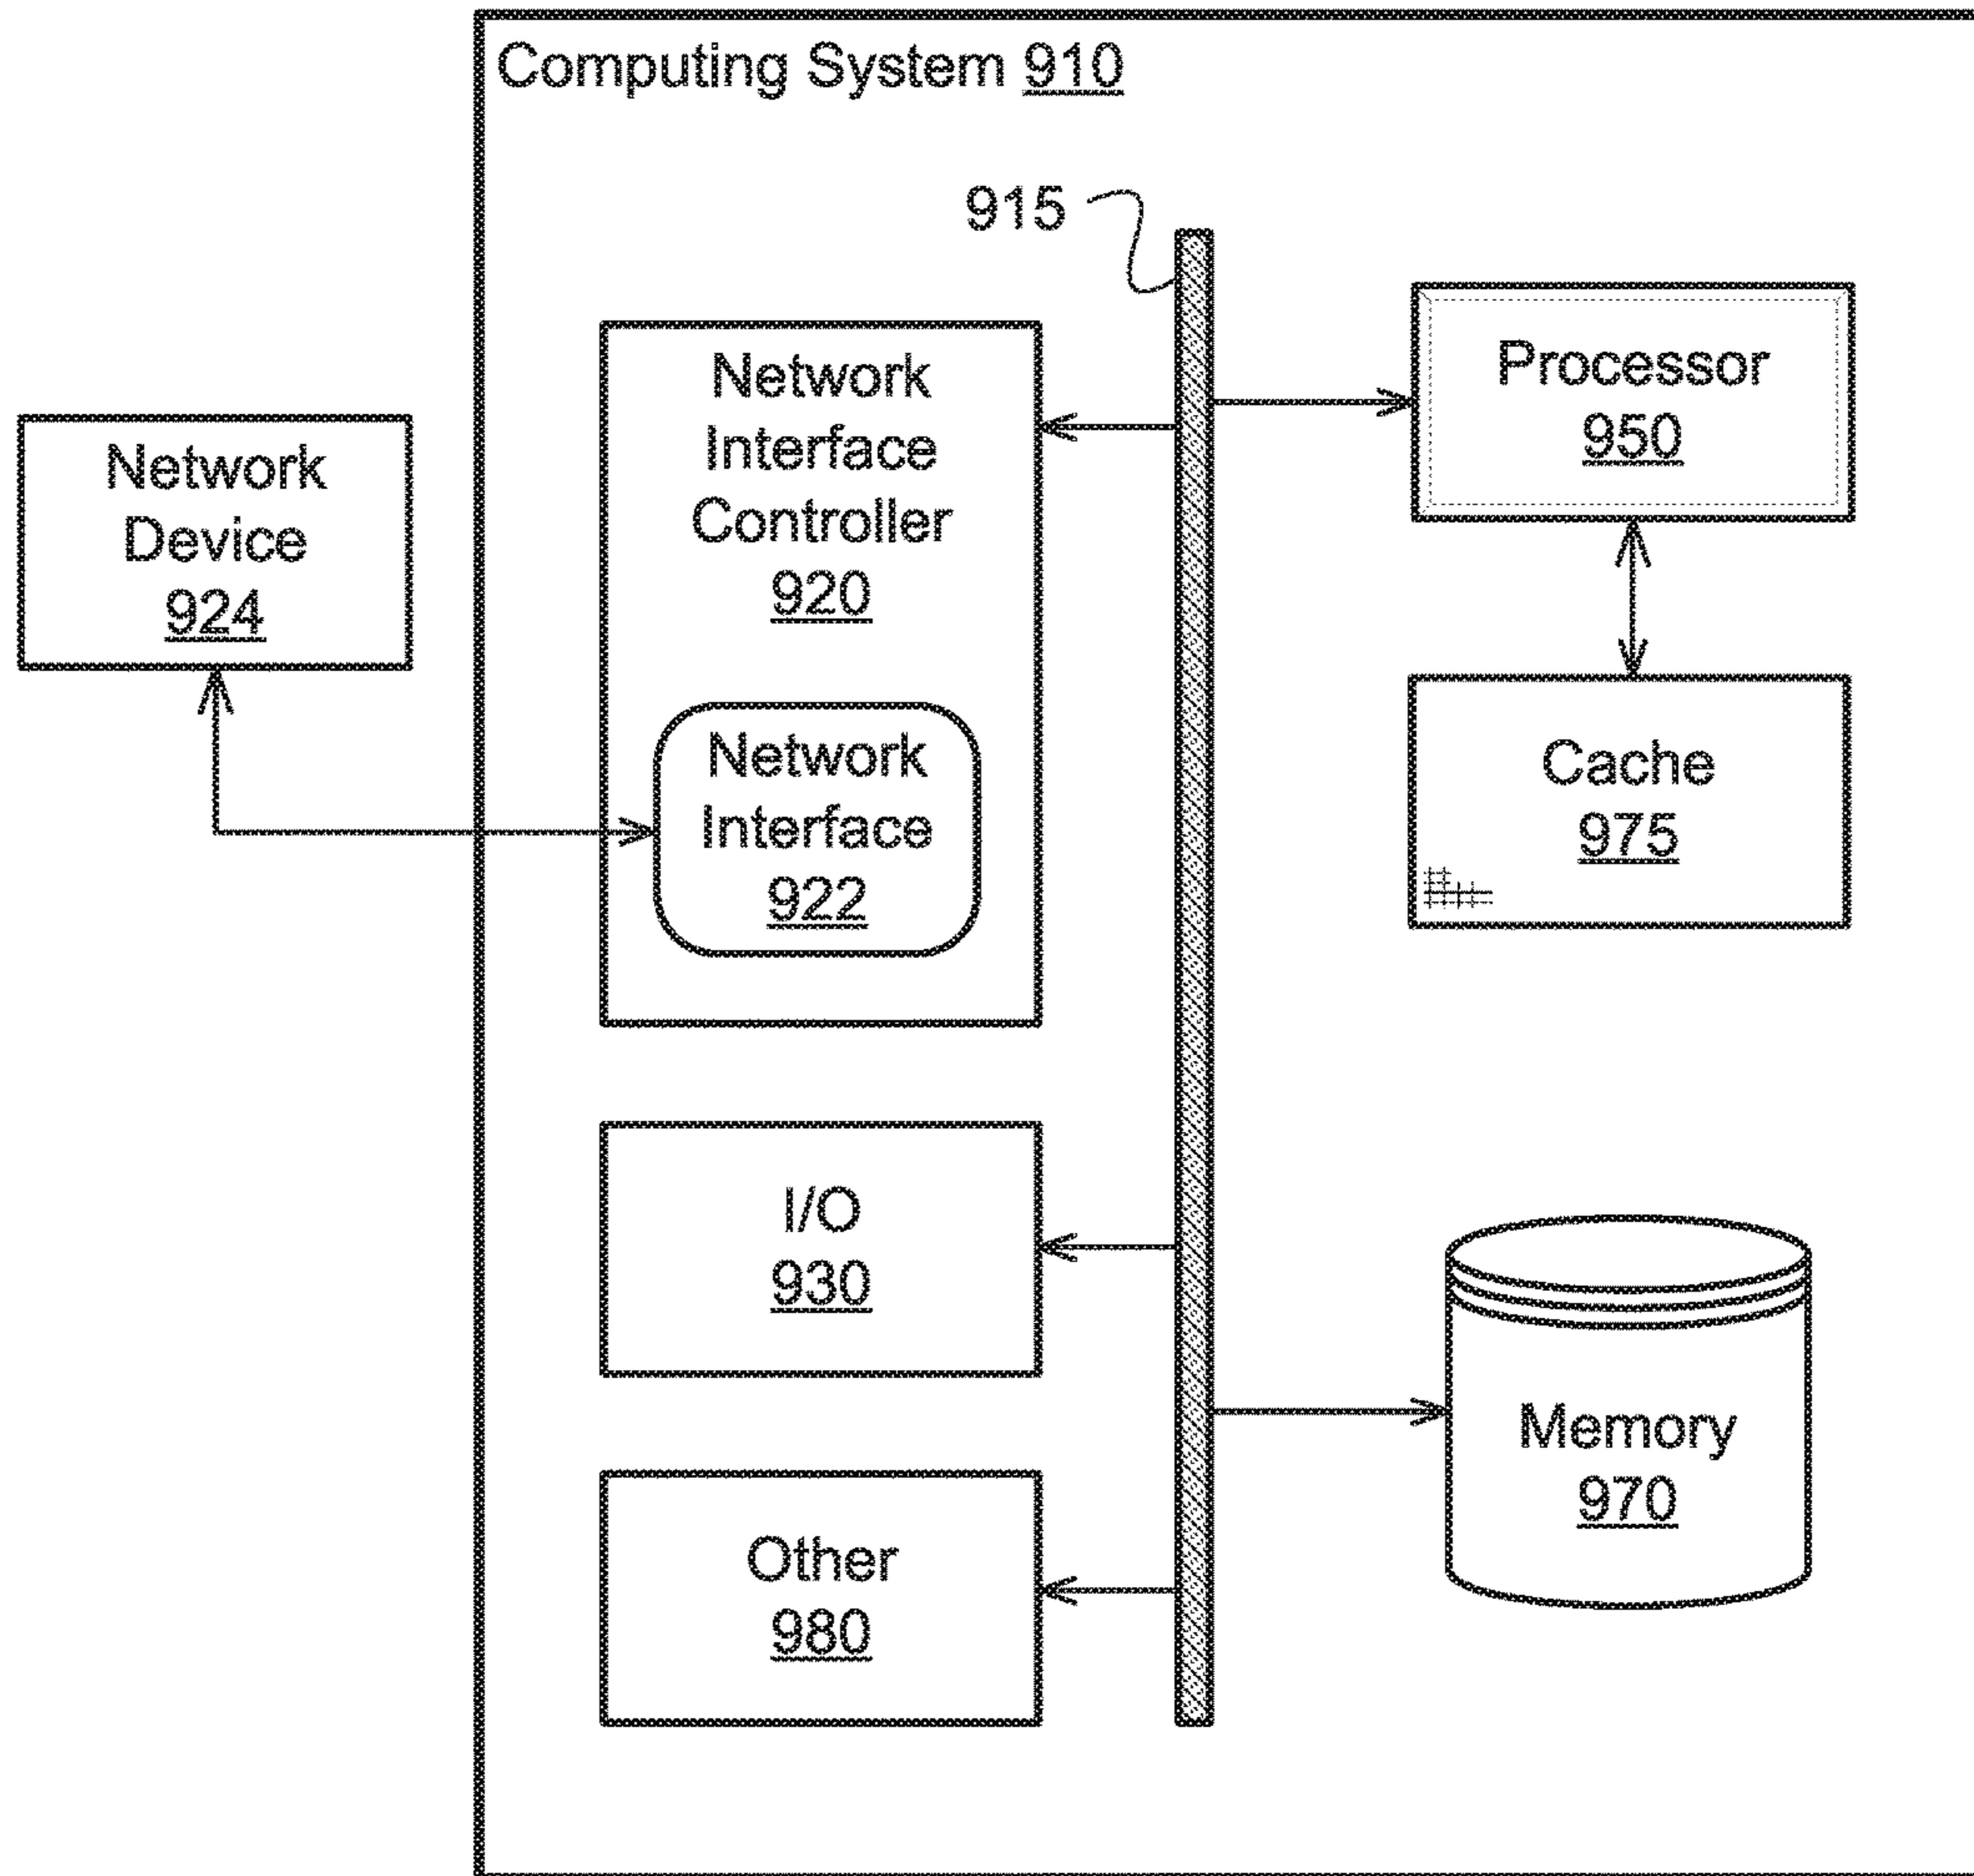 Computing System 910
915
Network
Device
924
Network
Interface
Controller
920
Network
Interface
922
Processor
950
Cache
975
I/O
930
Memory
970
Other
980